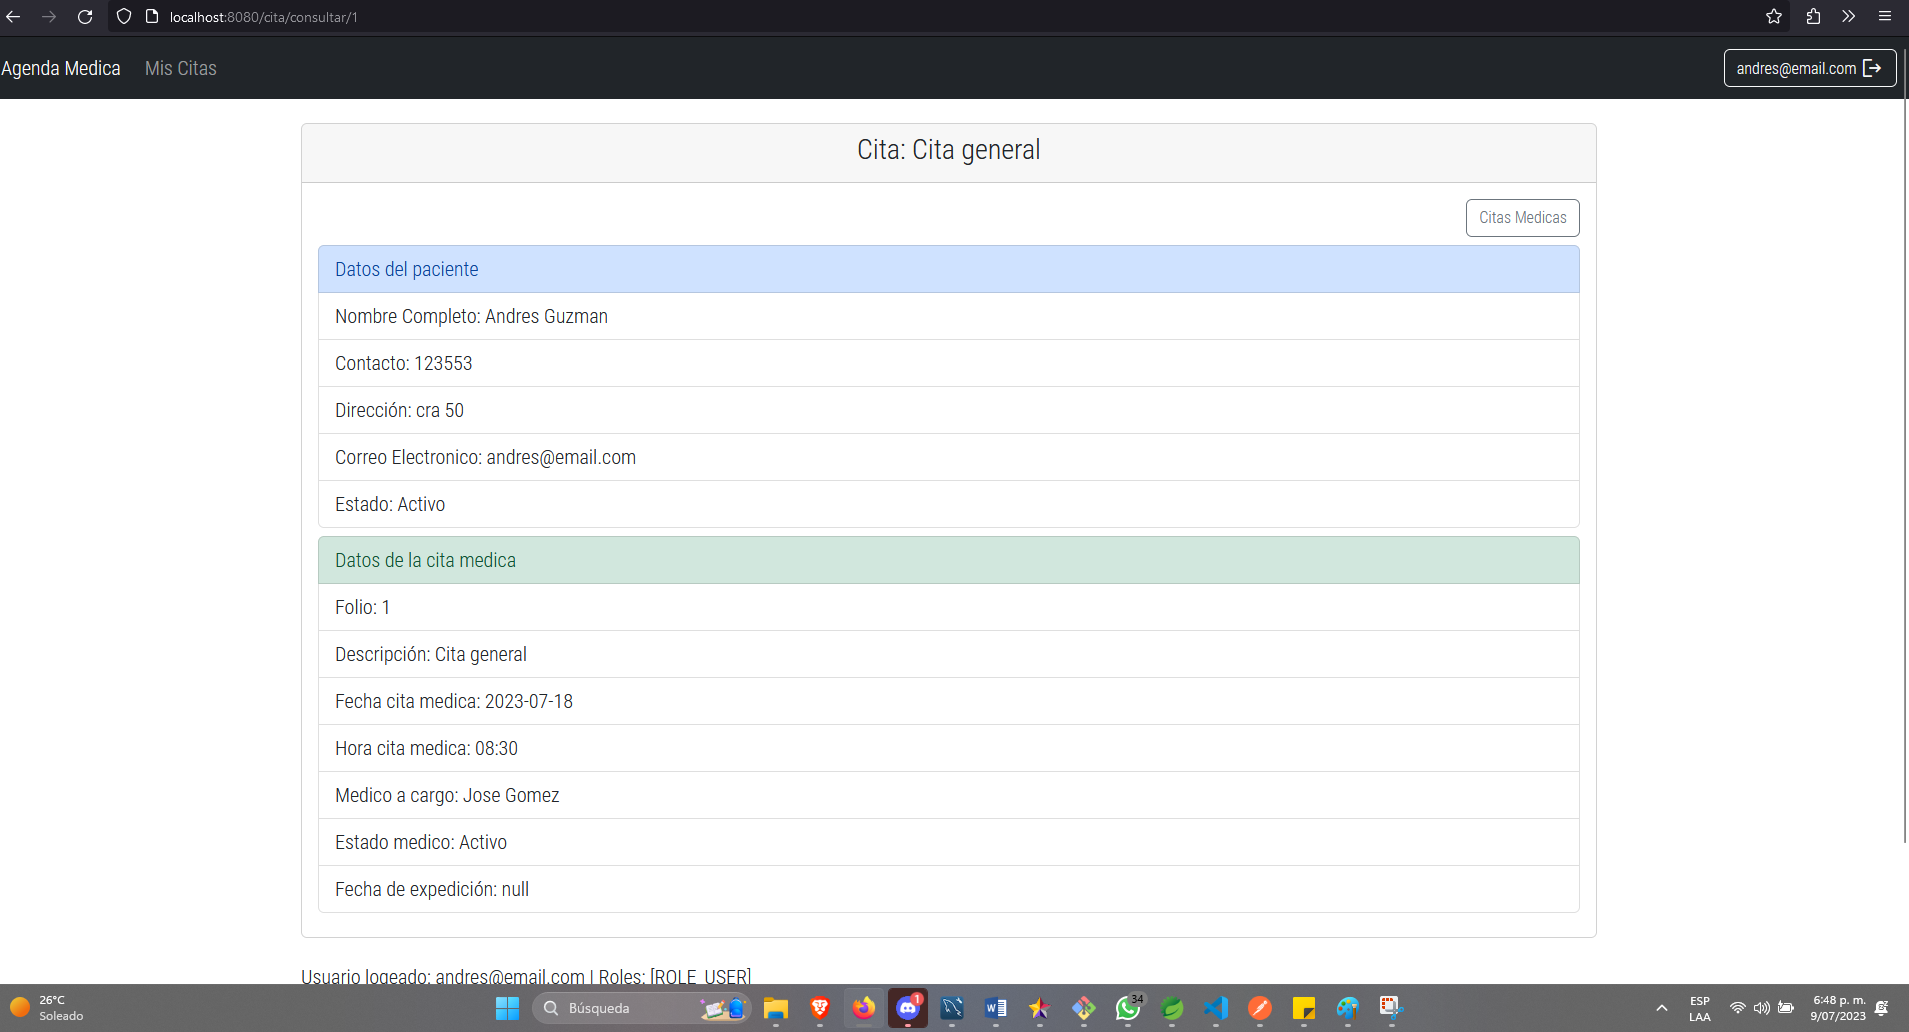 localhost:8080/cita/consultar/1
Agenda Medica Mis Citas andres@email.com
Cita: Cita general
Citas Medicas
Datos del paciente
Nombre Completo: Andres Guzman
Contacto: 123553
Dirección: cra 50
Correo Electronico: andres@email.com
Estado: Activo
Datos de la cita medica
Folio: 1
Descripción: Cita general
Fecha cita medica: 2023-07-18
Hora cita medica: 08:30
Medico a cargo: Jose Gomez
Estado medico: Activo
Fecha de expedición: null
Usuario logeado: andres@email.com | Roles: [ROLE_USER]
26°C
Soleado
Búsqueda
1
34
ESP
LAA
6:48 p. m.
9/07/2023